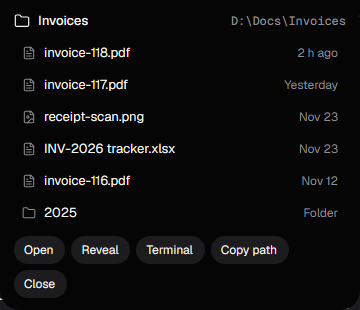 Invoices D:\Docs\Invoices
invoice-118.pdf 2 h ago
invoice-117.pdf Yesterday
receipt-scan.png Nov 23
INV-2026 tracker.xlsx Nov 23
invoice-116.pdf Nov 12
2025 Folder
Open Reveal Terminal Copy path
Close